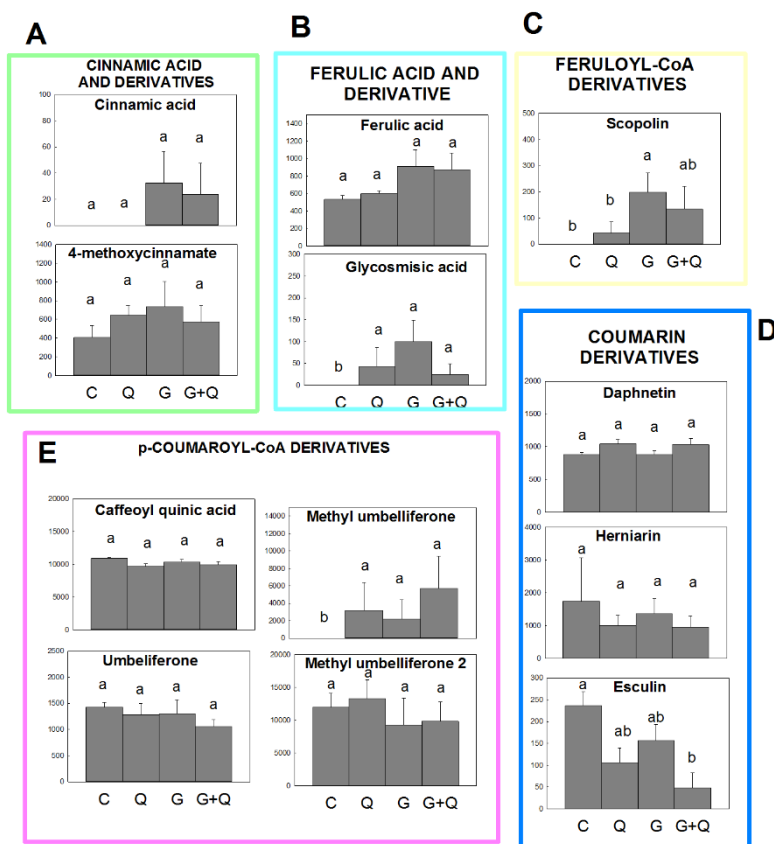 A
CINNAMIC ACID
AND DERIVATIVES
Cinnamic acid
100
80
60
40
20
0
a a a a
4-methoxycinnamate
1400
1200
1000
800
600
400
200
0
a a a a
C Q G G+Q
B
FERULIC ACID AND
DERIVATIVE
Ferulic acid
1400
1200
1000
800
600
400
200
0
a a a a
Glycosmisic acid
300
250
200
150
100
50
0
b a a a
C Q G G+Q
C
FERULOYL-CoA
DERIVATIVES
Scopolin
500
400
300
200
100
0
b b a ab
C Q G G+Q
D
COUMARIN
DERIVATIVES
Daphnetin
2000
1500
1000
500
0
a a a a
Herniarin
4000
3000
2000
1000
0
a a a a
Esculin
300
250
200
150
100
50
0
a ab ab b
C Q G G+Q
E
p-COUMAROYL-CoA DERIVATIVES
Caffeoyl quinic acid
20000
15000
10000
5000
0
a a a a
Methyl umbelliferone
14000
12000
10000
8000
6000
4000
2000
0
b a a a
Umbeliferone
2500
2000
1500
1000
500
0
a a a a
C Q G G+Q
Methyl umbelliferone 2
20000
15000
10000
5000
0
a a a a
C Q G G+Q